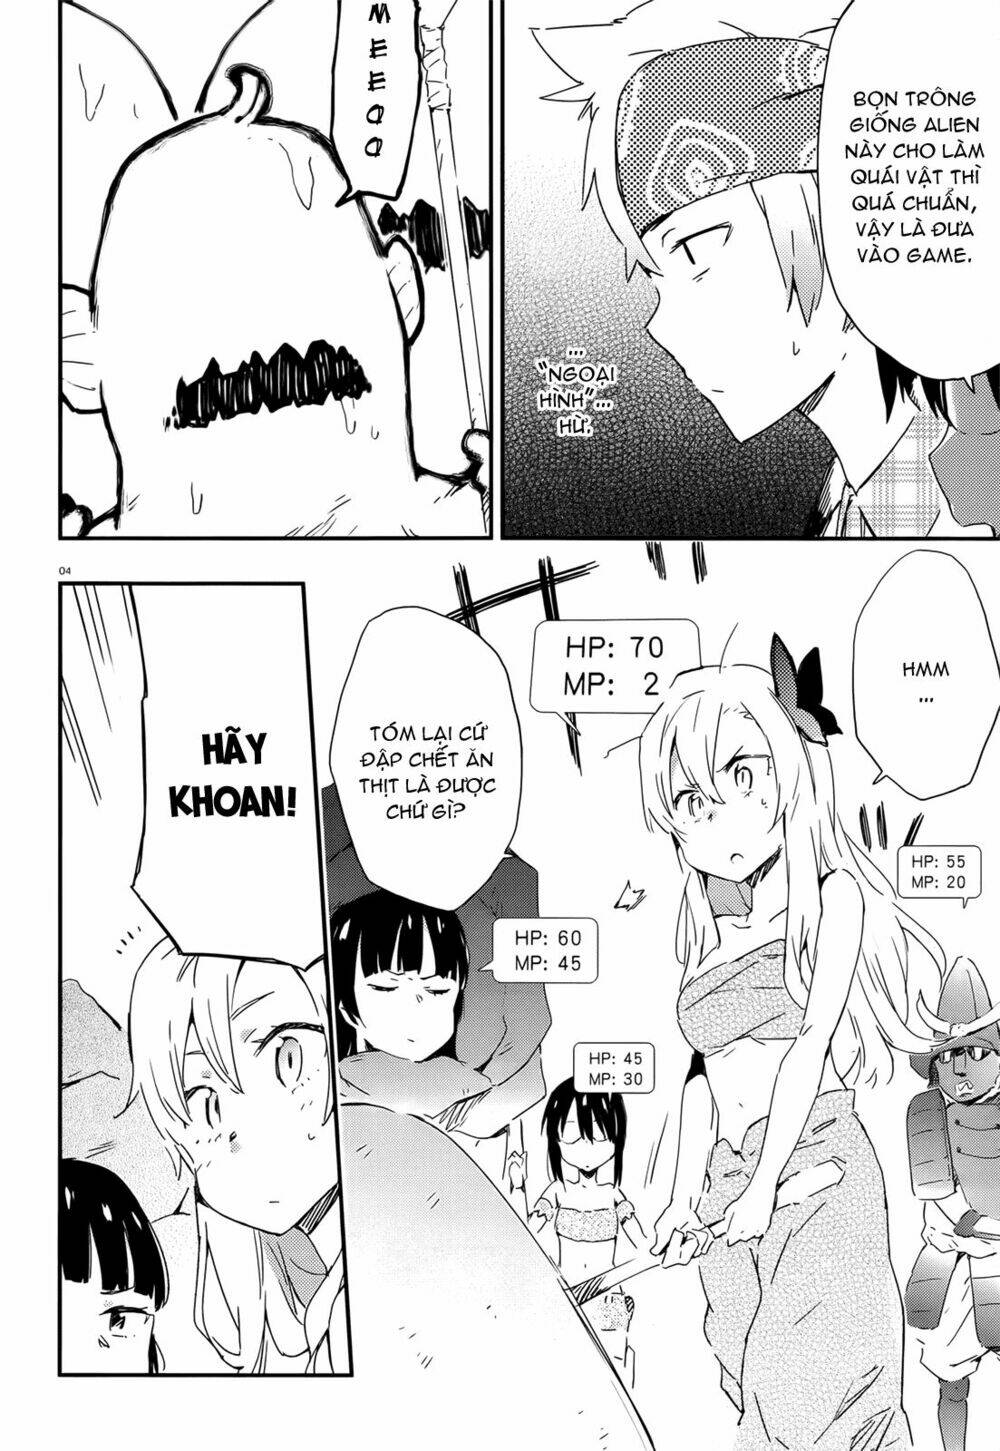 BỌN TRÔNG
GIỐNG ALIEN
NÀY CHO LÀM
QUÁI VẬT THÌ
QUÁ CHUẨN,
VẬY LÀ ĐƯA
VÀO GAME.
...
"NGOẠI
HÌNH"...
HỪ.
MEEOO
04
HMM
...
HP: 70
MP: 2
HP: 55
MP: 20
TÓM LẠI CỨ
ĐẬP CHẾT ĂN
THỊT LÀ ĐƯỢC
CHỨ GÌ?
HP: 60
MP: 45
HP: 45
MP: 30
HÃY
KHOAN!